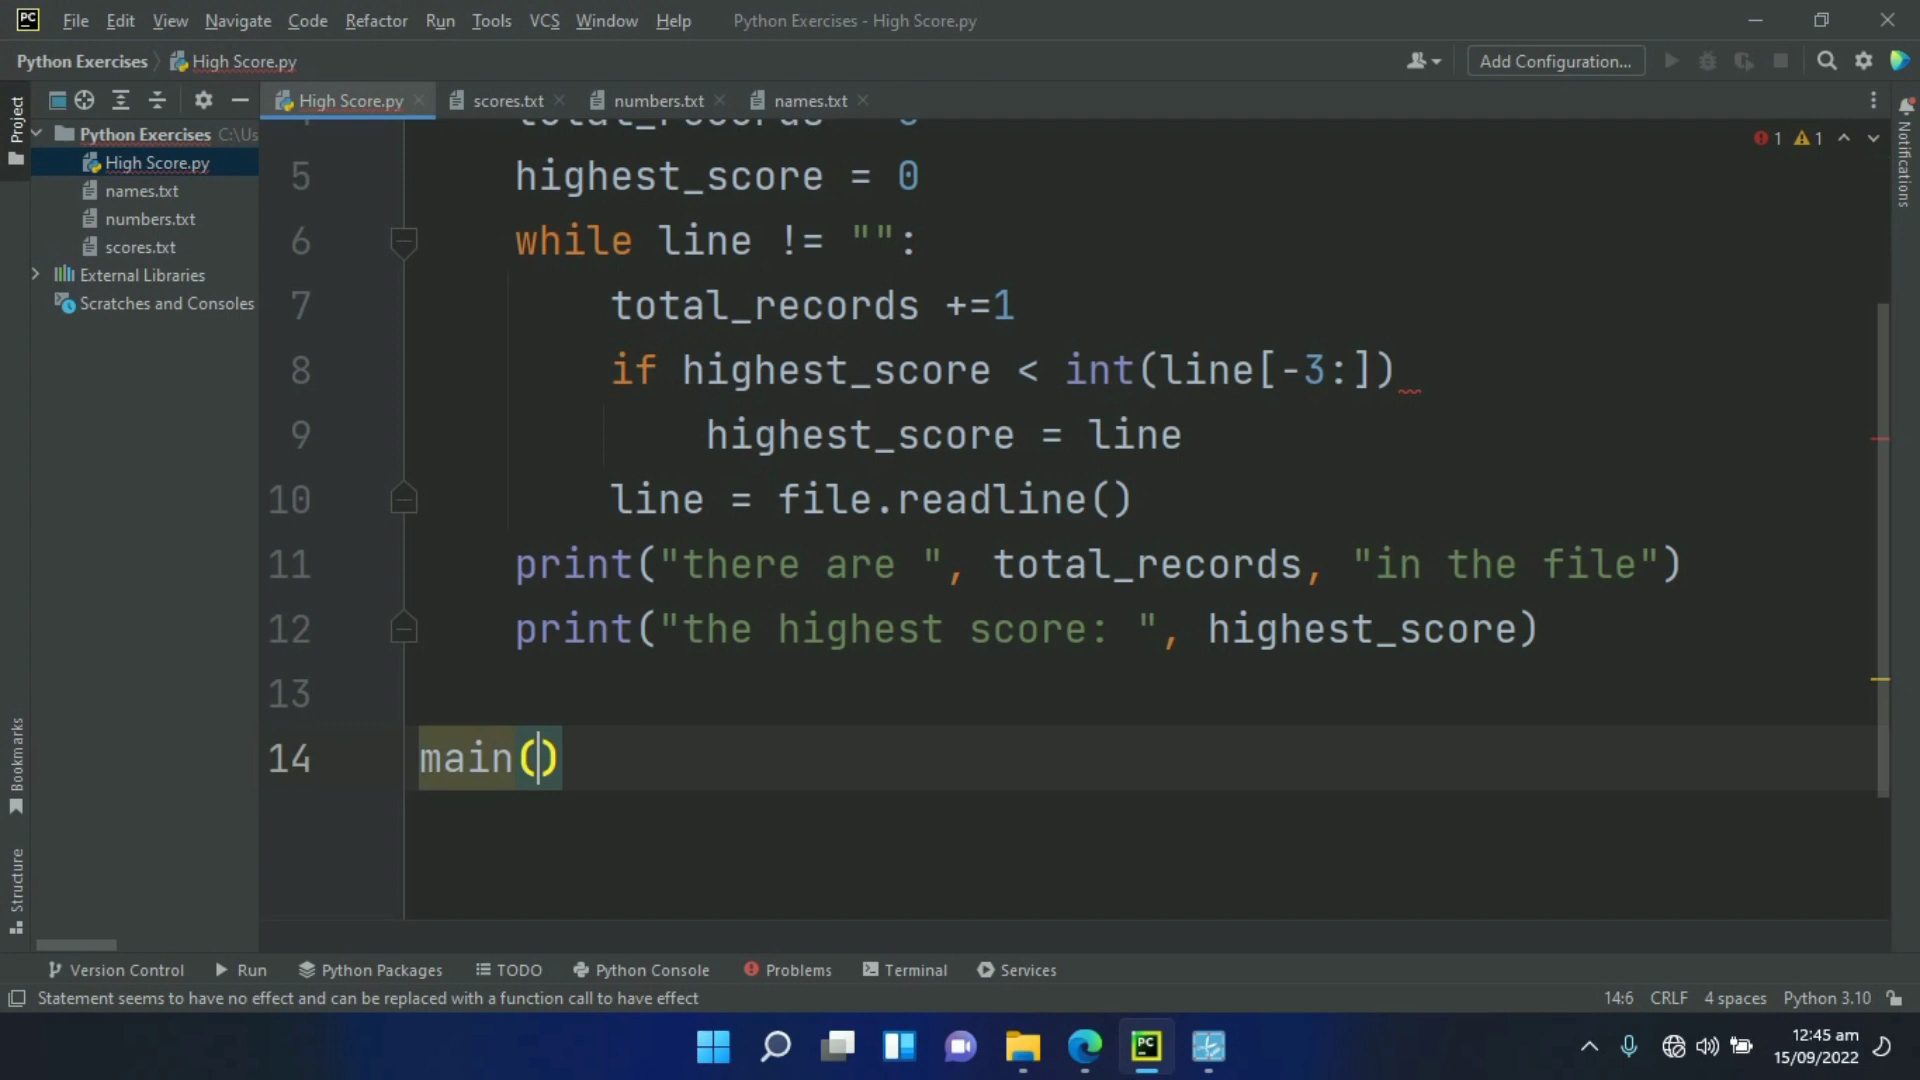 PC File Edit View Navigate Code Refactor Run Tools VCS Window Help Python Exercises - High Score.py
Python Exercises High Score.py Add Configuration...
Project High Score.py scores.txt numbers.txt names.txt
Python Exercises C:\Us
High Score.py
names.txt
numbers.txt
scores.txt
External Libraries
Scratches and Consoles
1 1
Notifications
5 highest_score = 0
6 while line != "":
7 total_records +=1
8 if highest_score < int(line[-3:])
9 highest_score = line
10 line = file.readline()
11 print("there are ", total_records, "in the file")
12 print("the highest score: ", highest_score)
13
14 main()
Bookmarks
Structure
Version Control Run Python Packages TODO Python Console Problems Terminal Services
Statement seems to have no effect and can be replaced with a function call to have effect 14:6 CRLF 4 spaces Python 3.10
PC
12:45 am
15/09/2022